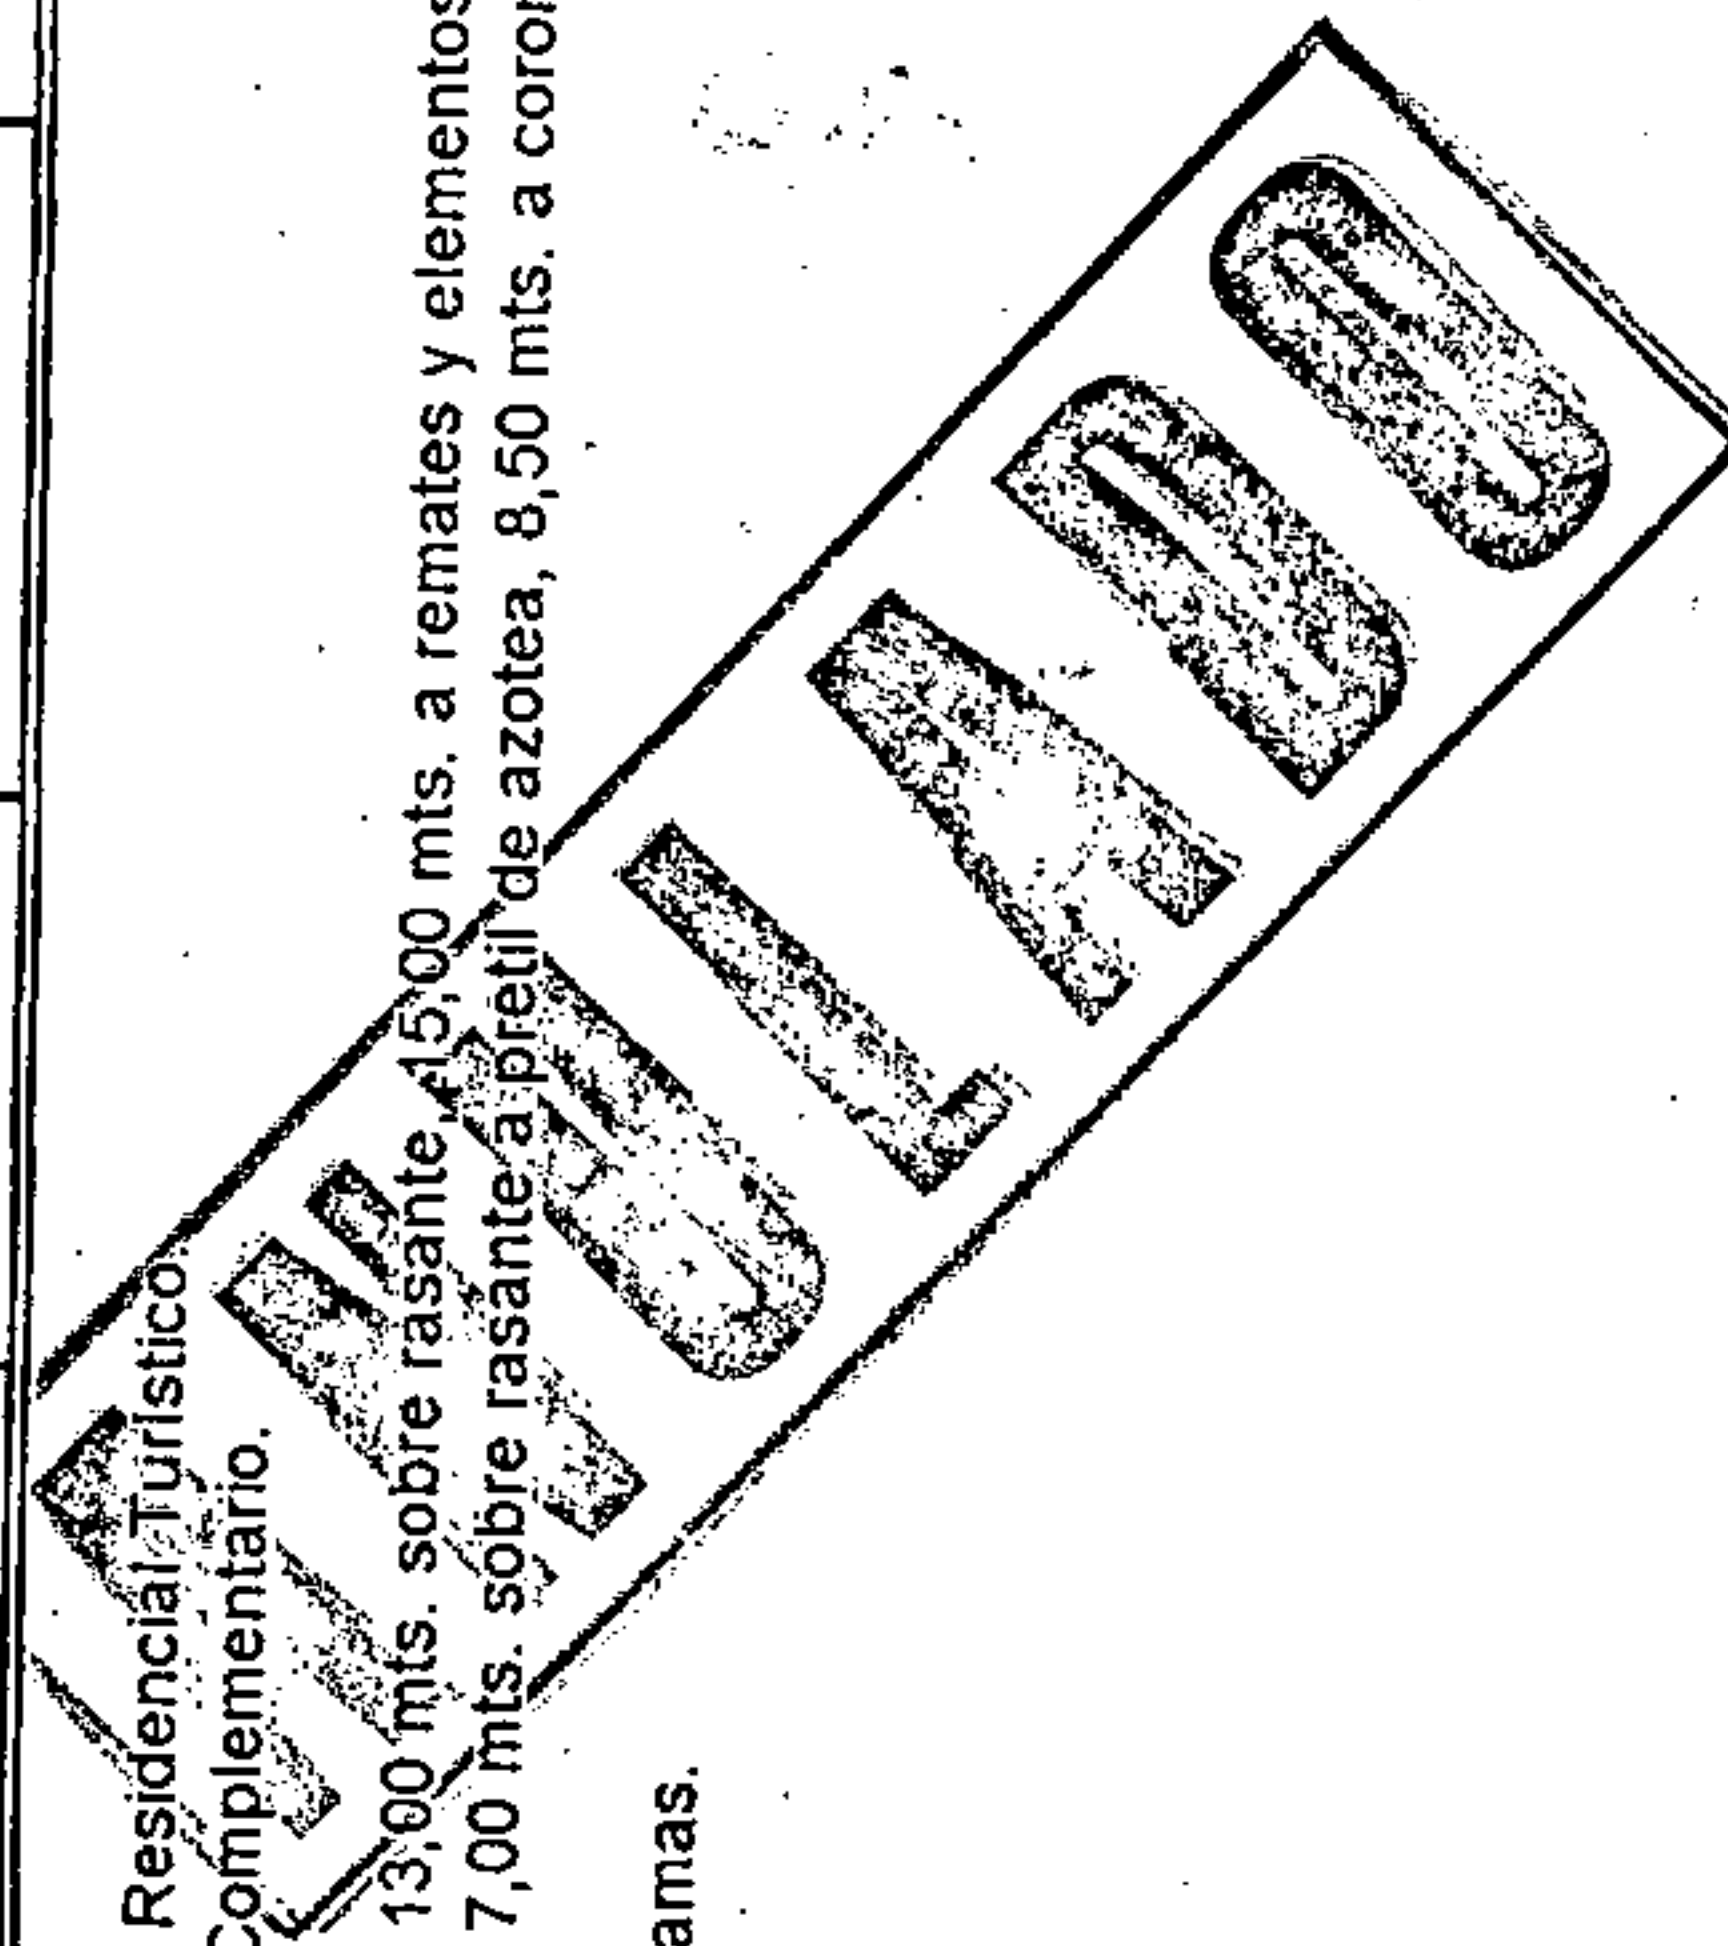 Residencial-Turístico.
Complementario.
13,00 mts. sobre rasante, 15,00 mts. a remates y elementos
7,00 mts. sobre rasante a pretil de azotea, 8,50 mts. a coron
amas.
ANULADO